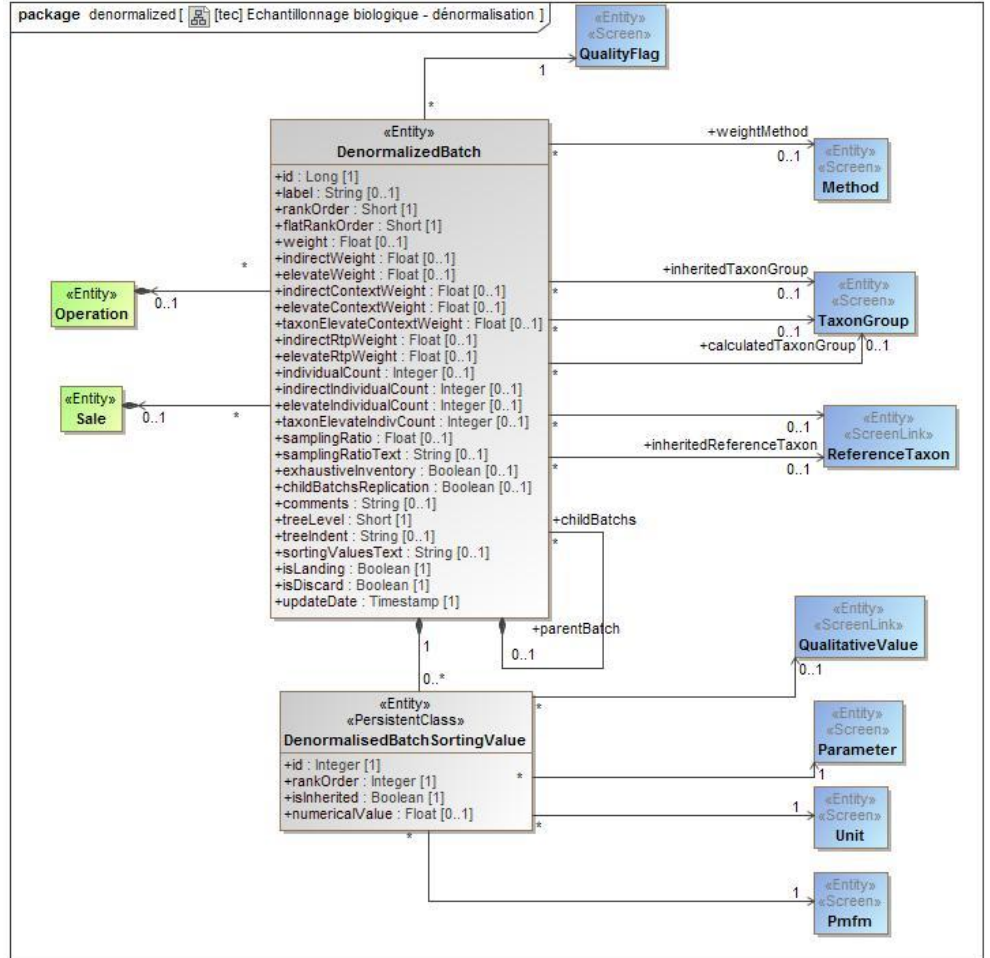 package denormalized [ [tec] Echantillonnage biologique - dénormalisation ]
«Entity»
«Screen»
QualityFlag
1
*
«Entity»
DenormalizedBatch
+id : Long [1]
+label : String [0..1]
+rankOrder : Short [1]
+flatRankOrder : Short [1]
+weight : Float [0..1]
+indirectWeight : Float [0..1]
+elevateWeight : Float [0..1]
+indirectContextWeight : Float [0..1]
+elevateContextWeight : Float [0..1]
+taxonElevateContextWeight : Float [0..1]
+indirectRtpWeight : Float [0..1]
+elevateRtpWeight : Float [0..1]
+individualCount : Integer [0..1]
+indirectIndividualCount : Integer [0..1]
+elevateIndividualCount : Integer [0..1]
+taxonElevateIndivCount : Integer [0..1]
+samplingRatio : Float [0..1]
+samplingRatioText : String [0..1]
+exhaustiveInventory : Boolean [0..1]
+childBatchsReplication : Boolean [0..1]
+comments : String [0..1]
+treeLevel : Short [1]
+treeIndent : String [0..1]
+sortingValuesText : String [0..1]
+isLanding : Boolean [1]
+isDiscard : Boolean [1]
+updateDate : Timestamp [1]
+weightMethod
*
0..1
«Entity»
«Screen»
Method
+inheritedTaxonGroup
*
0..1
*
0..1
+calculatedTaxonGroup
0..1
*
«Entity»
«Screen»
TaxonGroup
*
0..1
+inheritedReferenceTaxon
*
0..1
«Entity»
«ScreenLink»
ReferenceTaxon
*
«Entity»
Operation
0..1
«Entity»
Sale
0..1
*
+childBatchs
*
+parentBatch
0..1
1
0..*
«Entity»
«PersistentClass»
DenormalisedBatchSortingValue
+id : Integer [1]
+rankOrder : Integer [1]
+isInherited : Boolean [1]
+numericalValue : Float [0..1]
«Entity»
«ScreenLink»
QualitativeValue
0..1
*
«Entity»
«Screen»
Parameter
*
1
«Entity»
«Screen»
Unit
1
*
*
1
«Entity»
«Screen»
Pmfm